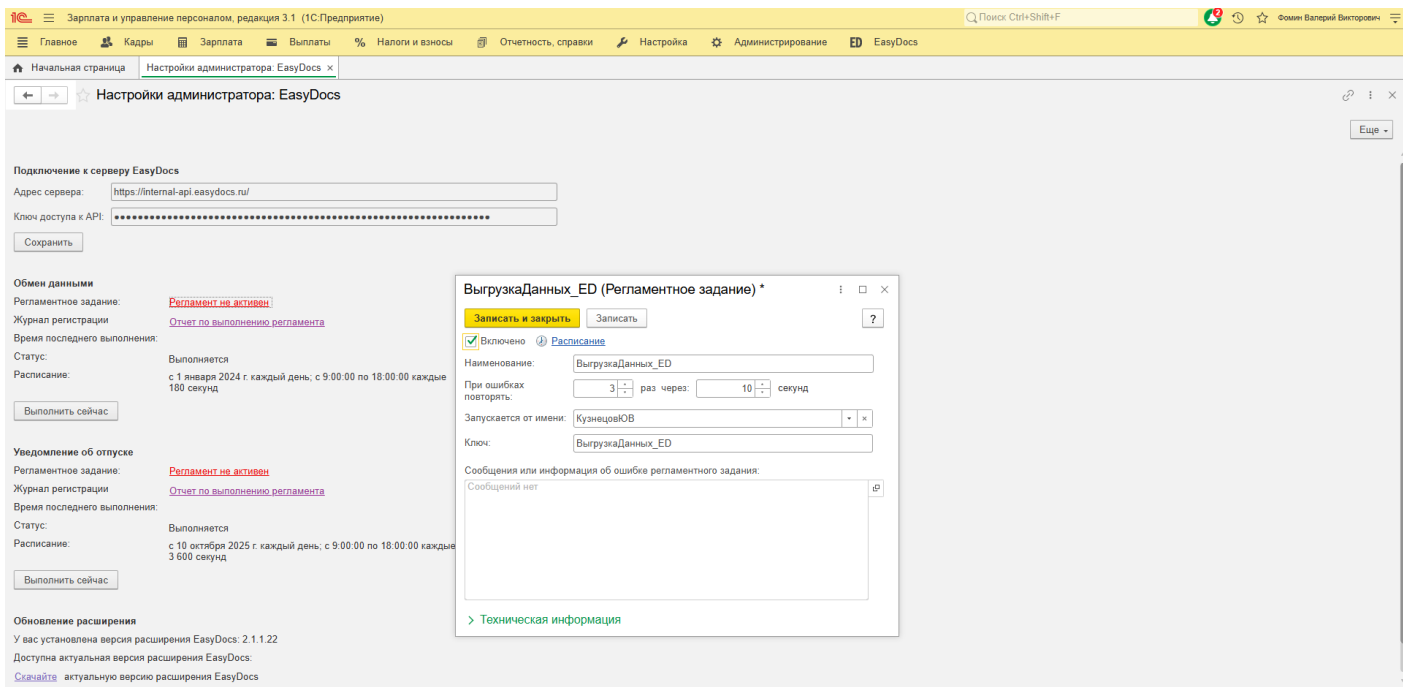 Зарплата и управление персоналом, редакция 3.1 (1С:Предприятие)
Поиск Ctrl+Shift+F
2
Фомин Валерий Викторович
Главное Кадры Зарплата Выплаты % Налоги и взносы Отчетность, справки Настройка Администрирование ED EasyDocs
Начальная страница Настройки администратора: EasyDocs ×
Настройки администратора: EasyDocs
Еще
Подключение к серверу EasyDocs
Адрес сервера: https://internal-api.easydocs.ru/
Ключ доступа к API:
Сохранить
Обмен данными
Регламентное задание: Регламент не активен
Журнал регистрации Отчет по выполнению регламента
Время последнего выполнения:
Статус: Выполняется
Расписание: с 1 января 2024 г. каждый день; с 9:00:00 по 18:00:00 каждые
180 секунд
Выполнить сейчас
Уведомление об отпуске
Регламентное задание: Регламент не активен
Журнал регистрации Отчет по выполнению регламента
Время последнего выполнения:
Статус: Выполняется
Расписание: с 10 октября 2025 г. каждый день; с 9:00:00 по 18:00:00 каждые
3 600 секунд
Выполнить сейчас
Обновление расширения
У вас установлена версия расширения EasyDocs: 2.1.1.22
Доступна актуальная версия расширения EasyDocs:
Скачайте актуальную версию расширения EasyDocs
ВыгрузкаДанных_ED (Регламентное задание) *
Записать и закрыть Записать ?
Включено Расписание
Наименование: ВыгрузкаДанных_ED
При ошибках
повторять: 3 раз через: 10 секунд
Запускается от имени: КузнецовЮВ
Ключ: ВыгрузкаДанных_ED
Сообщения или информация об ошибке регламентного задания:
Сообщений нет
Техническая информация